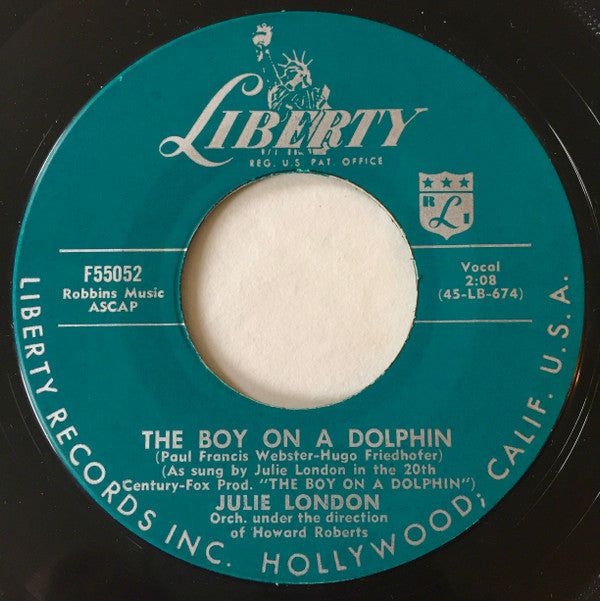 LIBERTY
REG. U.S. PAT. OFFICE
R L I
F55052
Robbins Music
ASCAP
Vocal
2:08
(45-LB-674)
THE BOY ON A DOLPHIN
(Paul Francis Webster-Hugo Friedhofer)
(As sung by Julie London in the 20th
Century-Fox Prod. "THE BOY ON A DOLPHIN")
JULIE LONDON
Orch. under the direction
of Howard Roberts
LIBERTY RECORDS INC. HOLLYWOOD; CALIF. U.S.A.